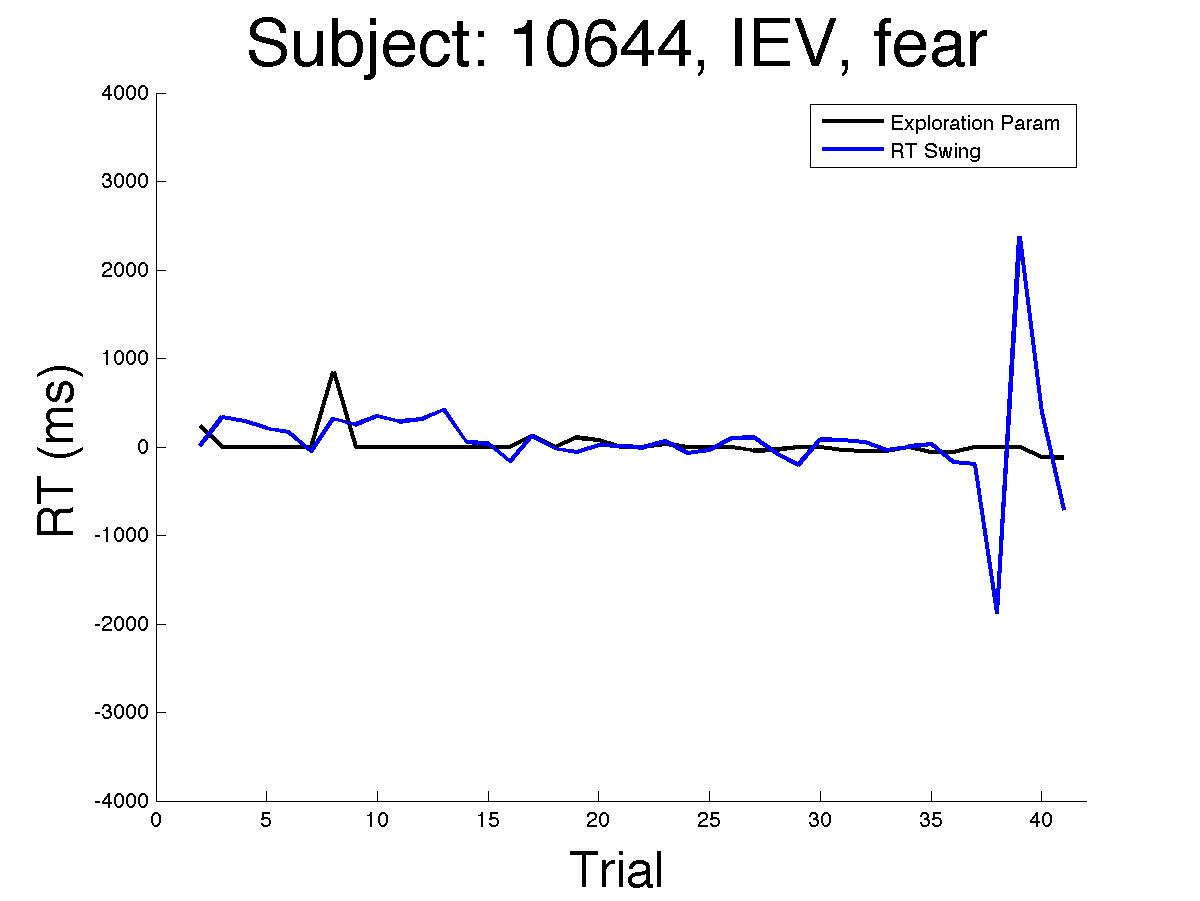 Subject: 10644, IEV, fear
4000
3000
2000
1000
0
-1000
-2000
-3000
-4000
RT (ms)
Exploration Param
RT Swing
0 5 10 15 20 25 30 35 40
Trial